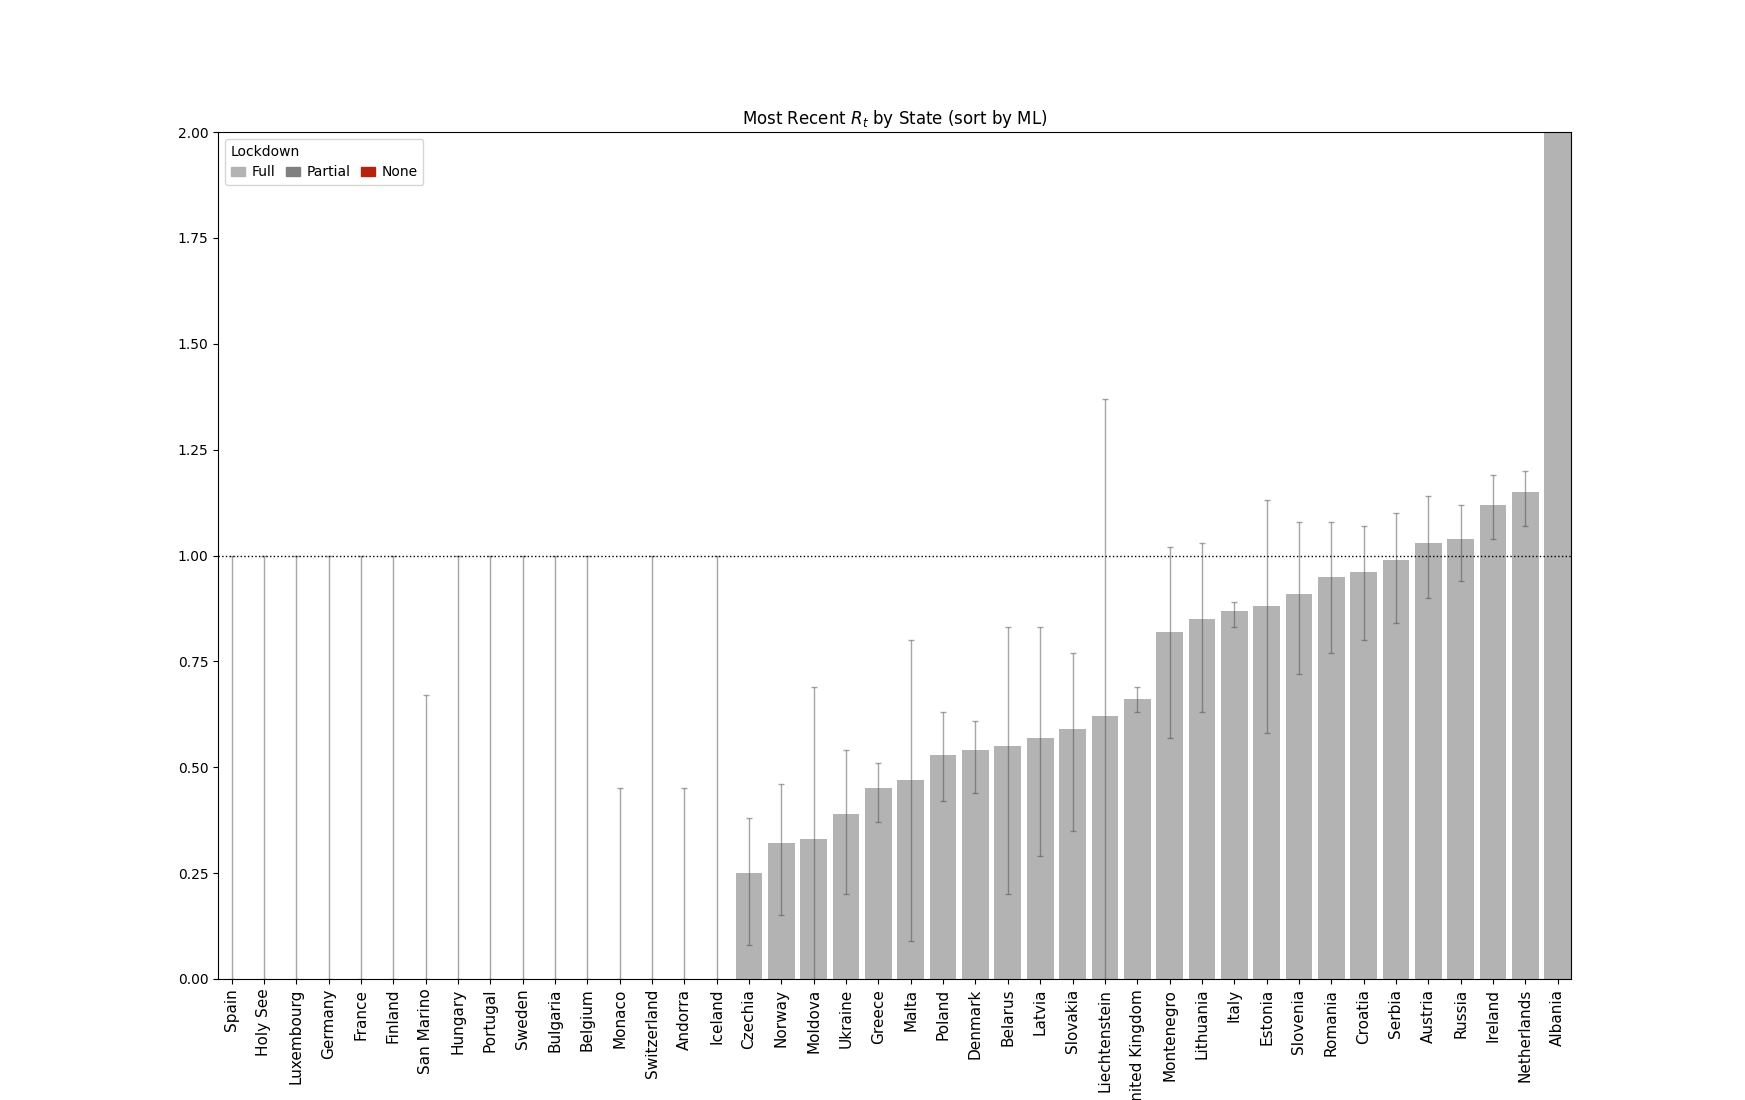 Most Recent Rt by State (sort by ML)
Lockdown
Full Partial None
2.00
1.75
1.50
1.25
1.00
0.75
0.50
0.25
0.00
Spain
Holy See
Luxembourg
Germany
France
Finland
San Marino
Hungary
Portugal
Sweden
Bulgaria
Belgium
Monaco
Switzerland
Andorra
Iceland
Czechia
Norway
Moldova
Ukraine
Greece
Malta
Poland
Denmark
Belarus
Latvia
Slovakia
Liechtenstein
nited Kingdom
Montenegro
Lithuania
Italy
Estonia
Slovenia
Romania
Croatia
Serbia
Austria
Russia
Ireland
Netherlands
Albania